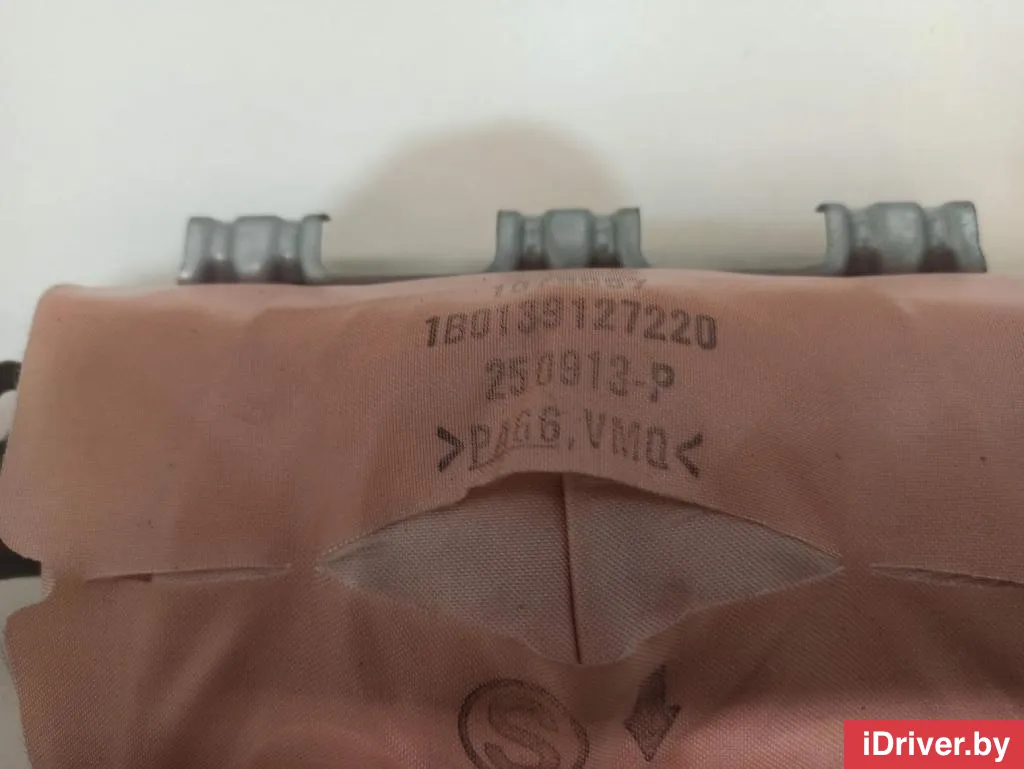 1B0139127220
250913-P
>PA66,VMQ<
S
iDriver.by